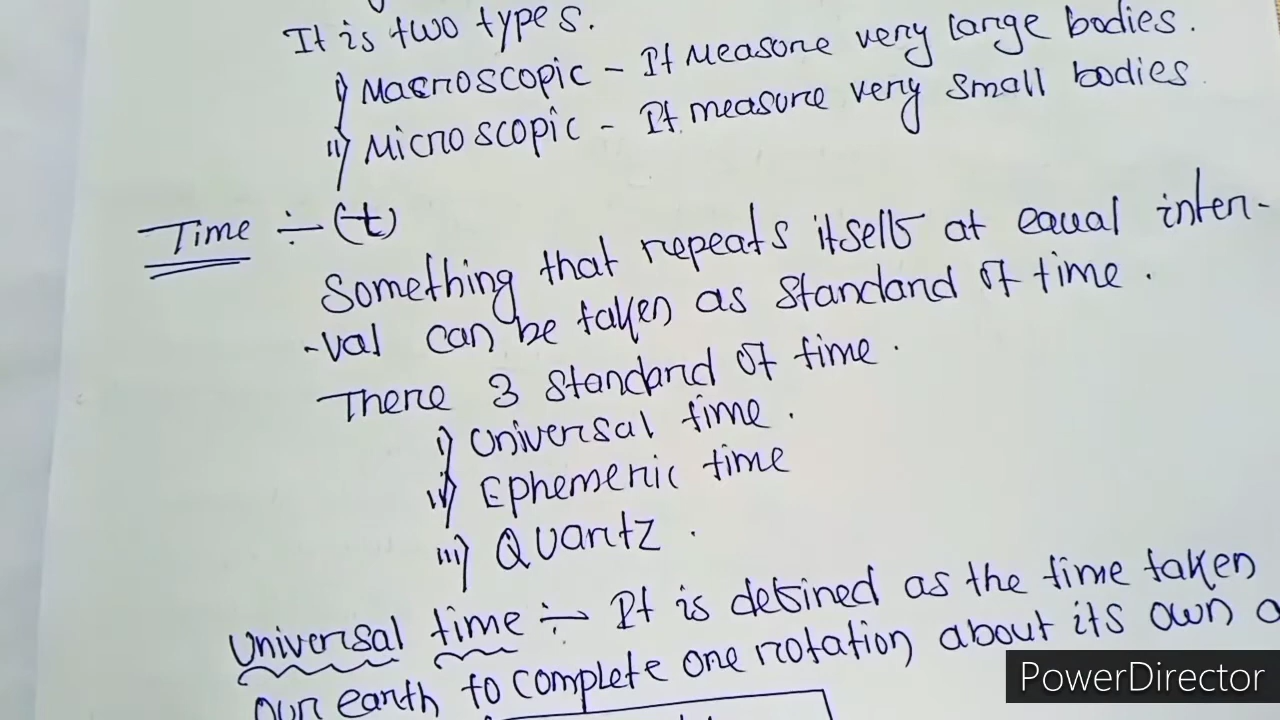 It is two types.
i) Macroscopic - It measure very large bodies.
ii) Microscopic - It measure very small bodies
Time ÷ (t)
Something that repeats itself at equal inter-
-val can be taken as standard of time.
There 3 standard of time.
i) Universal time.
ii) Ephemeric time
iii) Quartz.
Universal time ÷ It is defined as the time taken
our earth to complete one rotation about its own
PowerDirector